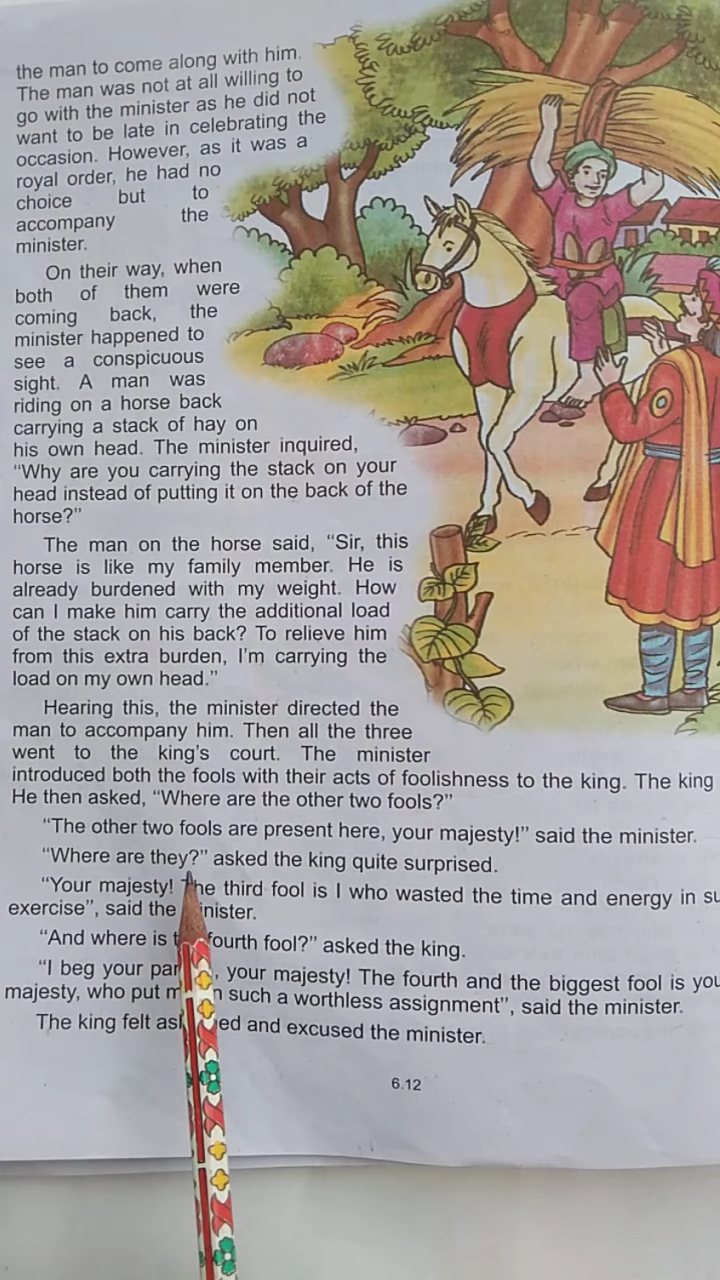 the man to come along with him.
The man was not at all willing to
go with the minister as he did not
want to be late in celebrating the
occasion. However, as it was a
royal order, he had no
choice but to
accompany the
minister.
On their way, when
both of them were
coming back, the
minister happened to
see a conspicuous
sight. A man was
riding on a horse back
carrying a stack of hay on
his own head. The minister inquired,
“Why are you carrying the stack on your
head instead of putting it on the back of the
horse?”
The man on the horse said, “Sir, this
horse is like my family member. He is
already burdened with my weight. How
can I make him carry the additional load
of the stack on his back? To relieve him
from this extra burden, I’m carrying the
load on my own head.”
Hearing this, the minister directed the
man to accompany him. Then all the three
went to the king’s court. The minister
introduced both the fools with their acts of foolishness to the king. The king
He then asked, “Where are the other two fools?”
“The other two fools are present here, your majesty!” said the minister.
“Where are they?” asked the king quite surprised.
“Your majesty! The third fool is I who wasted the time and energy in
exercise”, said the minister.
“And where is fourth fool?” asked the king.
“I beg your your majesty! The fourth and the biggest fool is
majesty, who put such a worthless assignment”, said the minister.
The king felt and excused the minister.
6.12